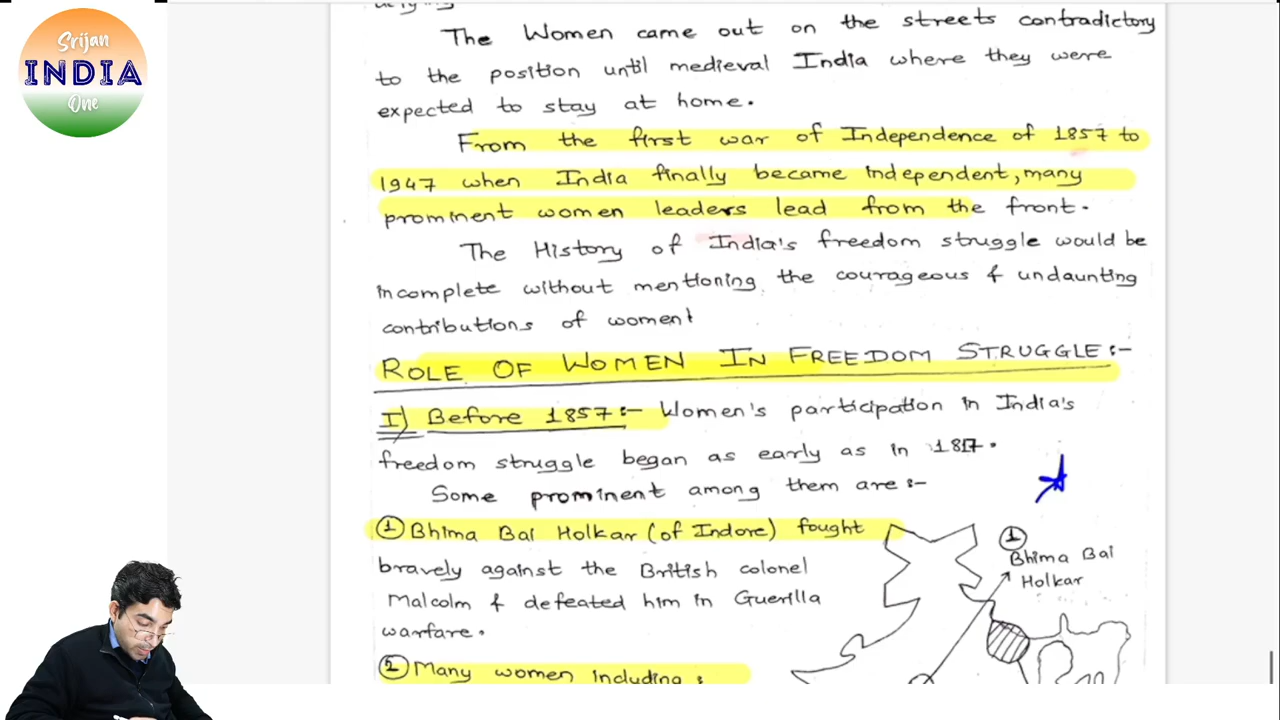 Srijan
INDIA
One
The Women came out on the streets contradictory
to the position until medieval India where they were
expected to stay at home.
From the first war of Independence of 1857 to
1947 when India finally became independent, many
prominent women leaders lead from the front.
The History of India's freedom struggle would be
incomplete without mentioning the courageous & undaunting
contributions of women
ROLE OF WOMEN IN FREEDOM STRUGGLE:-
I) Before 1857:- Women's participation in India's
freedom struggle began as early as in 1817.
Some prominent among them are:-
① Bhima Bai Holkar (of Indore) fought
bravely against the British colonel
Malcolm & defeated him in Guerilla
warfare.
① Bhima Bai
Holkar
② Many women including: